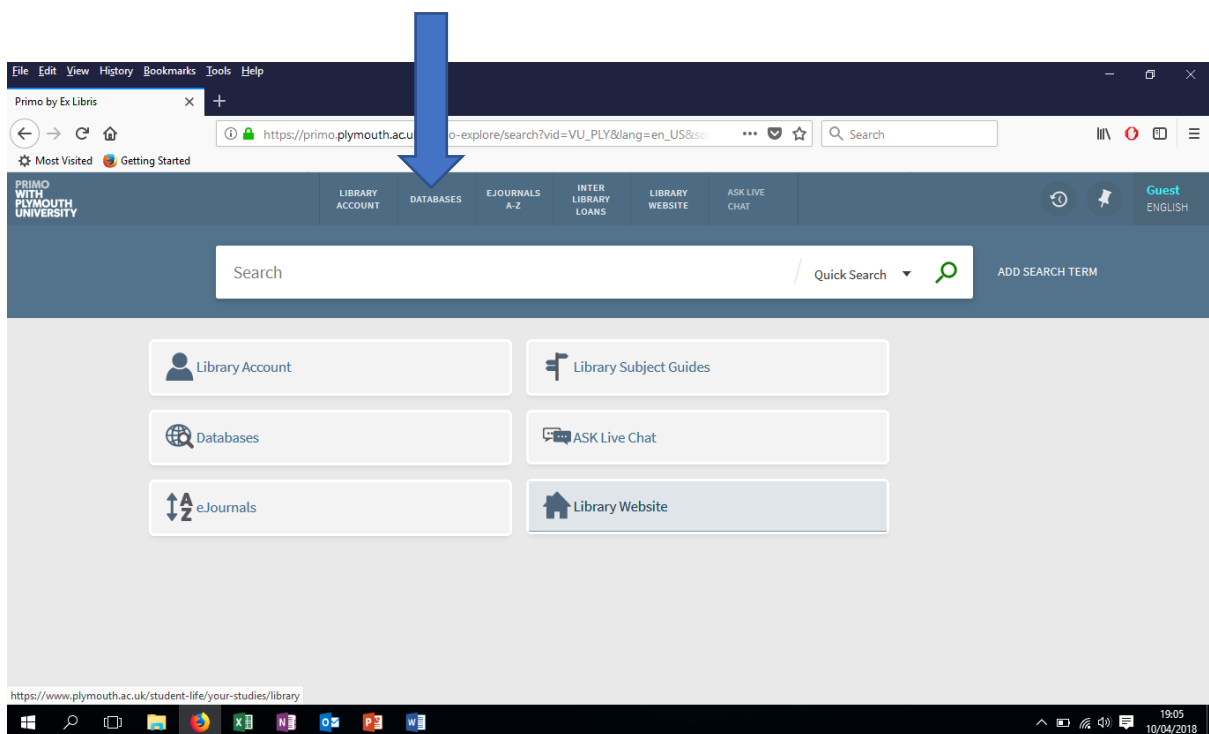 File Edit View History Bookmarks Tools Help
Primo by Ex Libris
Most Visited Getting Started
https://primo.plymouth.ac.u o-explore/search?vid=VU_PLY&lang=en_US&so
Search
PRIMO
WITH
PLYMOUTH
UNIVERSITY
LIBRARY
ACCOUNT
DATABASES
EJOURNALS
A-Z
INTER
LIBRARY
LOANS
LIBRARY
WEBSITE
ASK LIVE
CHAT
Guest
ENGLISH
Search
Quick Search
ADD SEARCH TERM
Library Account
Library Subject Guides
Databases
ASK Live Chat
A
Z
eJournals
Library Website
https://www.plymouth.ac.uk/student-life/your-studies/library
19:05
10/04/2018